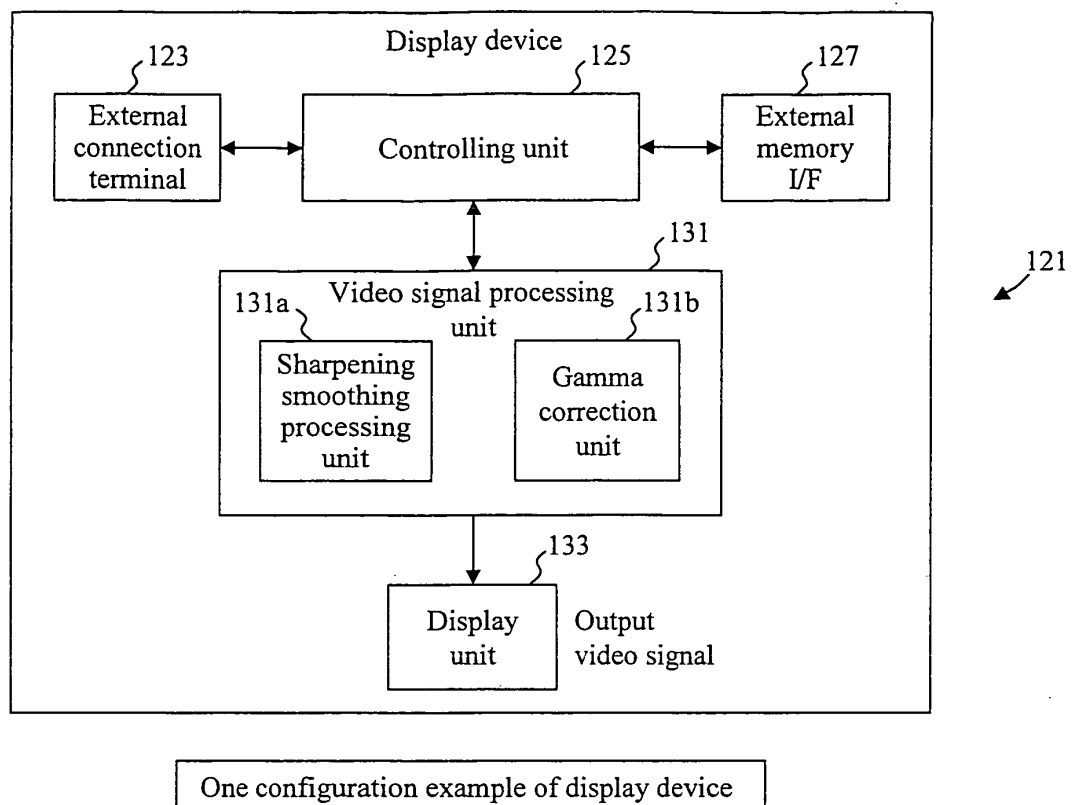 Display device
123
125
127
External
connection
terminal
Controlling unit
External
memory
I/F
131
121
Video signal processing
unit
131a
131b
Sharpening
smoothing
processing
unit
Gamma
correction
unit
133
Display
unit
Output
video signal
One configuration example of display device